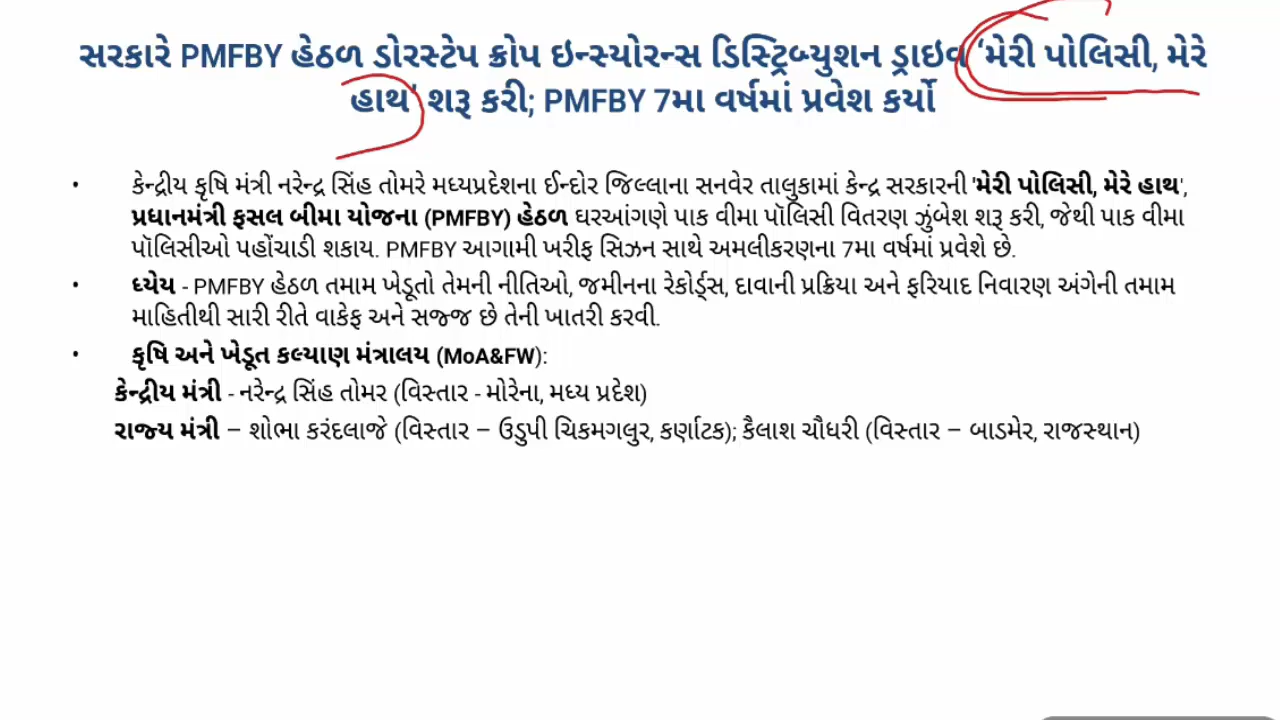 સરકારે PMFBY હેઠળ ડોરસ્ટેપ ક્રોપ ઇન્સ્યોરન્સ ડિસ્ટ્રિબ્યુશન ડ્રાઇવ 'મેરી પોલિસી, મેરે
હાથ' શરૂ કરી; PMFBY 7મા વર્ષમાં પ્રવેશ કર્યો
• કેન્દ્રીય કૃષિ મંત્રી નરેન્દ્ર સિંહ તોમરે મધ્યપ્રદેશના ઈન્દોર જિલ્લાના સનવેર તાલુકામાં કેન્દ્ર સરકારની 'મેરી પોલિસી, મેરે હાથ',
પ્રધાનમંત્રી ફસલ બીમા યોજના (PMFBY) હેઠળ ઘરઆંગણે પાક વીમા પૉલિસી વિતરણ ઝુંબેશ શરૂ કરી, જેથી પાક વીમા
પૉલિસીઓ પહોંચાડી શકાય. PMFBY આગામી ખરીફ સિઝન સાથે અમલીકરણના 7મા વર્ષમાં પ્રવેશે છે.
• ધ્યેય - PMFBY હેઠળ તમામ ખેડૂતો તેમની નીતિઓ, જમીનના રેકોર્ડ્સ, દાવાની પ્રક્રિયા અને ફરિયાદ નિવારણ અંગેની તમામ
માહિતીથી સારી રીતે વાકેફ અને સજ્જ છે તેની ખાતરી કરવી.
• કૃષિ અને ખેડૂત કલ્યાણ મંત્રાલય (MoA&FW):
કેન્દ્રીય મંત્રી - નરેન્દ્ર સિંહ તોમર (વિસ્તાર - મોરેના, મધ્ય પ્રદેશ)
રાજ્ય મંત્રી – શોભા કરંદલાજે (વિસ્તાર – ઉડુપી ચિકમગલુર, કર્ણાટક); કૈલાશ ચૌધરી (વિસ્તાર – બાડમેર, રાજસ્થાન)